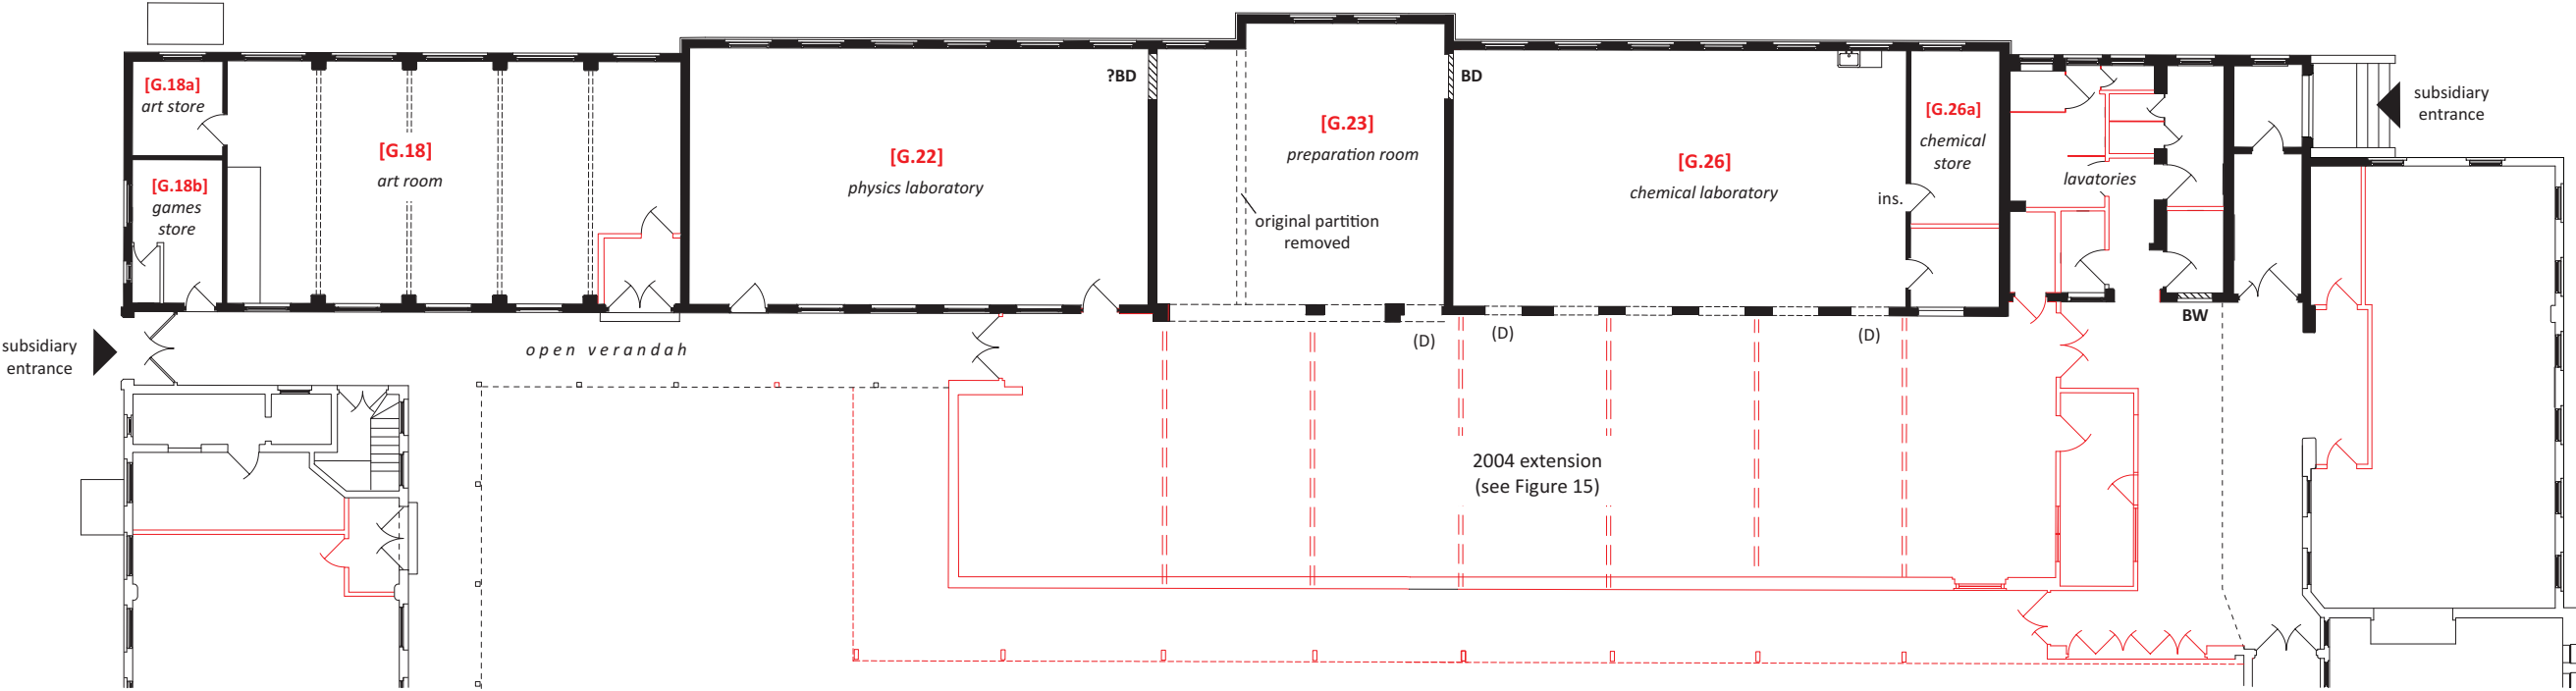 [G.18a]
art store
[G.18b]
games
store
[G.18]
art room
[G.22]
physics laboratory
?BD
[G.23]
preparation room
original partition
removed
BD
[G.26]
chemical laboratory
ins.
[G.26a]
chemical
store
lavatories
subsidiary
entrance
BW
subsidiary
entrance
open verandah
(D)
(D)
(D)
2004 extension
(see Figure 15)